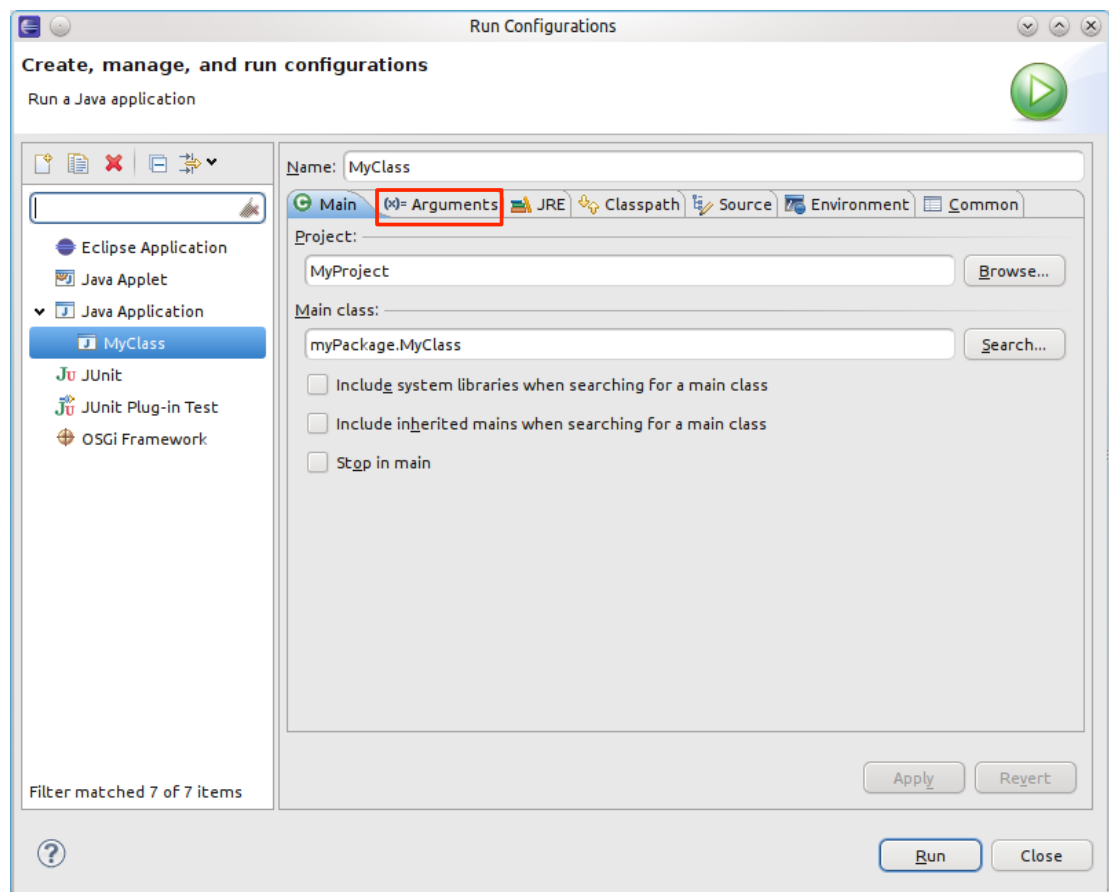 Run Configurations
Create, manage, and run configurations
Run a Java application
Name: MyClass
Main (x)= Arguments JRE Classpath Source Environment Common
Eclipse Application
Java Applet
Java Application
MyClass
JUnit
JUnit Plug-in Test
OSGi Framework
Filter matched 7 of 7 items
Project:
MyProject
Browse...
Main class:
myPackage.MyClass
Search...
Include system libraries when searching for a main class
Include inherited mains when searching for a main class
Stop in main
Apply
Revert
Run
Close